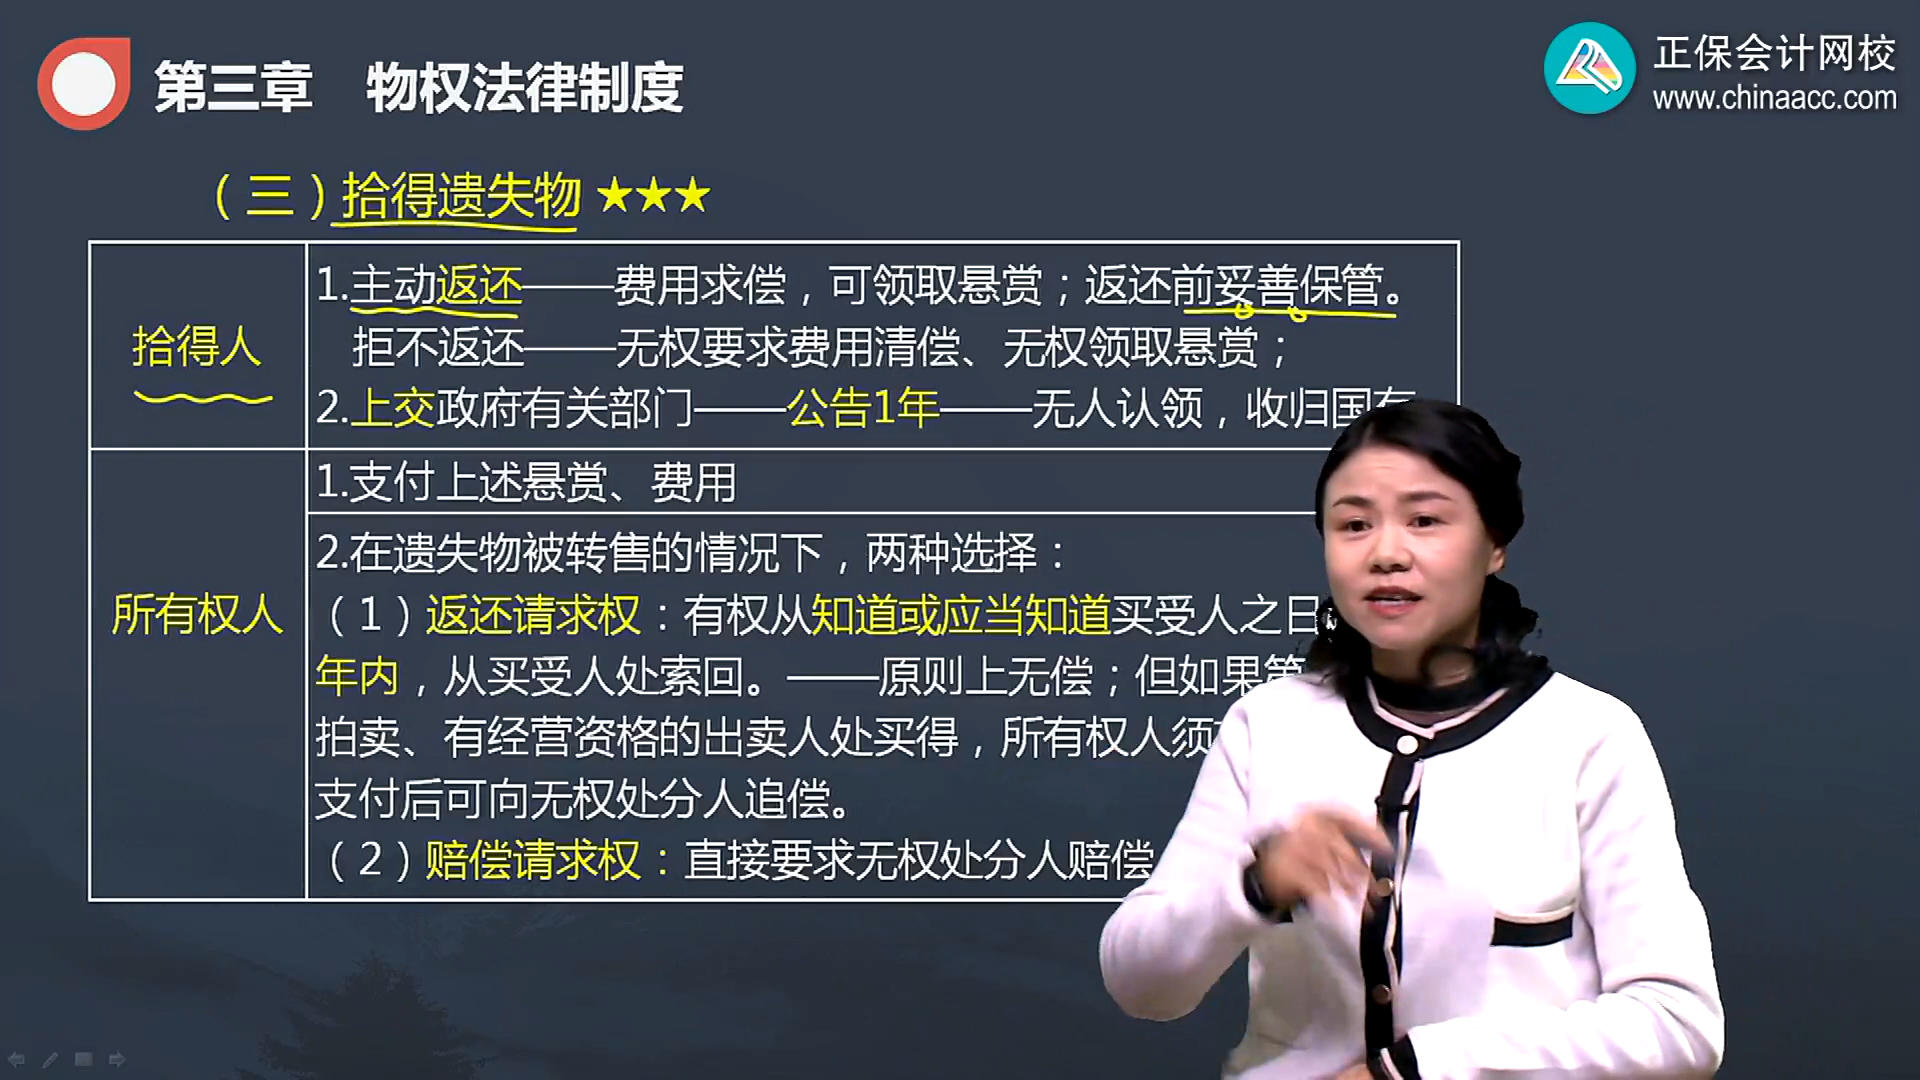 第三章 物权法律制度
正保会计网校
www.chinaacc.com
（三）拾得遗失物 ★★★
拾得人
1.主动返还——费用求偿，可领取悬赏；返还前妥善保管。
拒不返还——无权要求费用清偿、无权领取悬赏；
2.上交政府有关部门——公告1年——无人认领，收归国有
所有权人
1.支付上述悬赏、费用
2.在遗失物被转售的情况下，两种选择：
（1）返还请求权：有权从知道或应当知道买受人之日
年内，从买受人处索回。——原则上无偿；但如果
拍卖、有经营资格的出卖人处买得，所有权人须
支付后可向无权处分人追偿。
（2）赔偿请求权：直接要求无权处分人赔偿